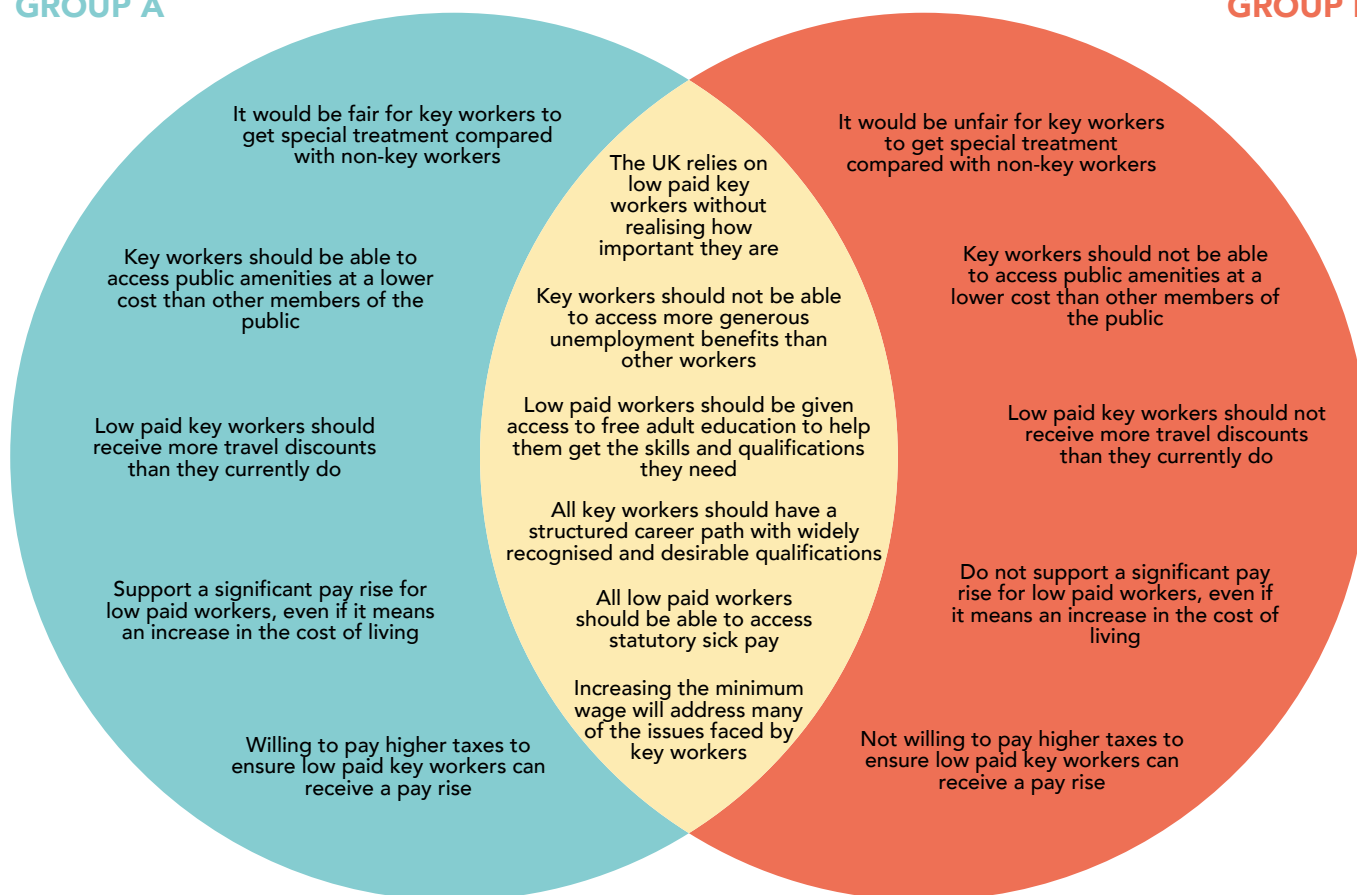 GROUP A
GROUP
It would be fair for key workers to
get special treatment compared
with non-key workers
Key workers should be able to
access public amenities at a lower
cost than other members of the
public
Low paid key workers should
receive more travel discounts
than they currently do
Support a significant pay rise for
low paid workers, even if it means
an increase in the cost of living
Willing to pay higher taxes to
ensure low paid key workers can
receive a pay rise
The UK relies on
low paid key
workers without
realising how
important they are
Key workers should not be able
to access more generous
unemployment benefits than
other workers
Low paid workers should be given
access to free adult education to help
them get the skills and qualifications
they need
All key workers should have a
structured career path with widely
recognised and desirable qualifications
All low paid workers
should be able to access
statutory sick pay
Increasing the minimum
wage will address many
of the issues faced by
key workers
It would be unfair for key workers
to get special treatment
compared with non-key workers
Key workers should not be able
to access public amenities at a
lower cost than other members of
the public
Low paid key workers should not
receive more travel discounts
than they currently do
Do not support a significant pay
rise for low paid workers, even if
it means an increase in the cost of
living
Not willing to pay higher taxes to
ensure low paid key workers can
receive a pay rise